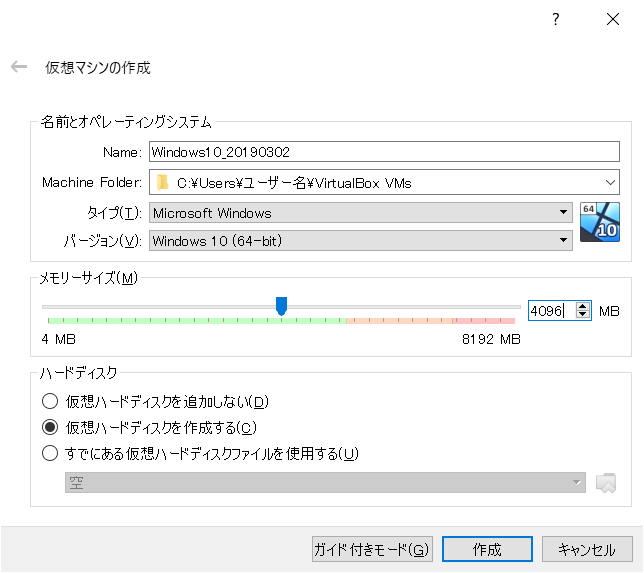 ?
仮想マシンの作成
名前とオペレーティングシステム
Name: Windows10_20190302
Machine Folder: C:¥Users¥ユーザー名¥VirtualBox VMs
タイプ(T): Microsoft Windows
64
バージョン(V): Windows 10 (64-bit)
10
メモリーサイズ(M)
4096 MB
4 MB 8192 MB
ハードディスク
仮想ハードディスクを追加しない(D)
仮想ハードディスクを作成する(C)
すでにある仮想ハードディスクファイルを使用する(U)
空
ガイド付きモード(G) 作成 キャンセル